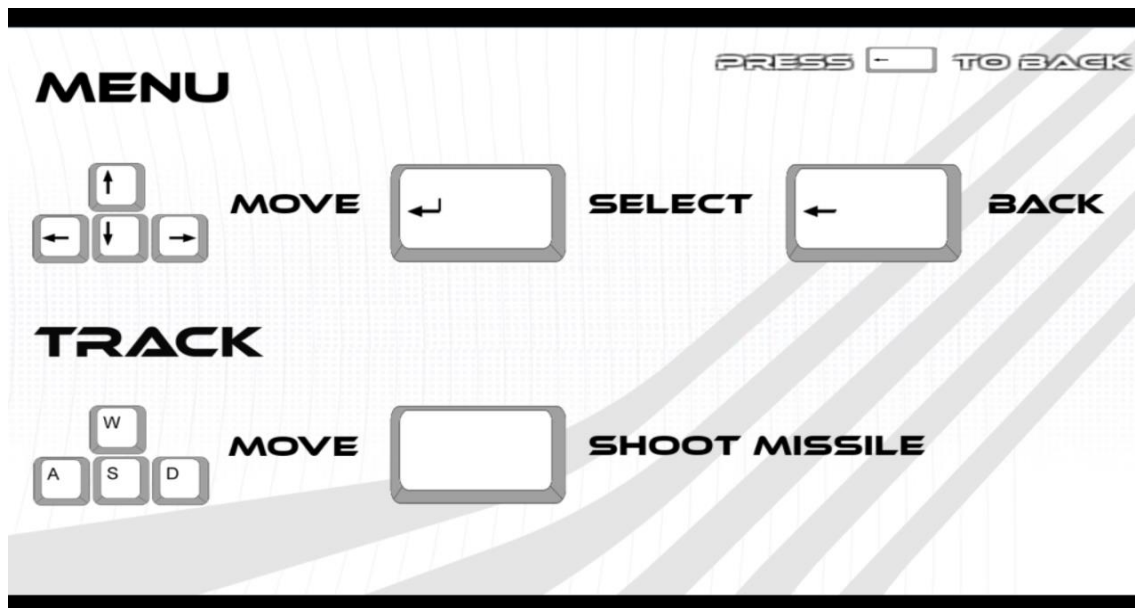 PRESS ← TO BACK
MENU
↑
← ↓ → MOVE ↵ SELECT ← BACK
TRACK
W
A S D MOVE SHOOT MISSILE